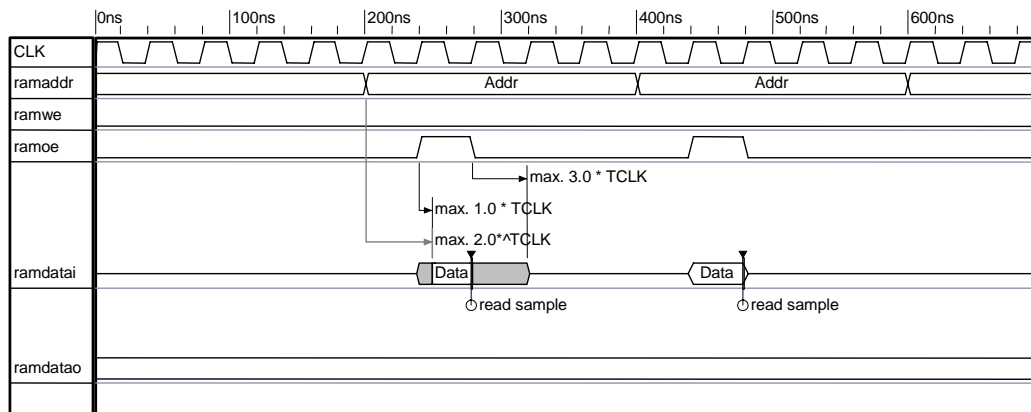 0ns 100ns 200ns 300ns 400ns 500ns 600ns
CLK
ramaddr Addr Addr
ramwe
ramoe
max. 3.0 * TCLK
max. 1.0 * TCLK
max. 2.0*^TCLK
ramdatai Data Data
read sample read sample
ramdatao